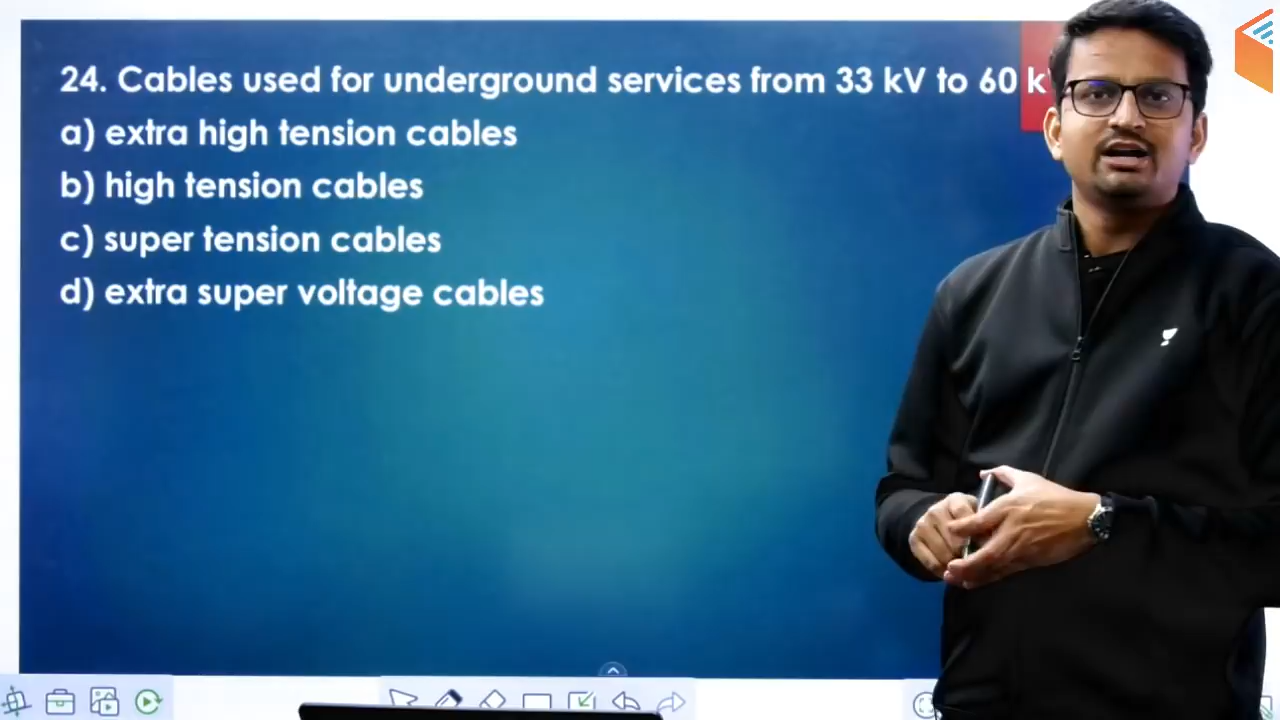 24. Cables used for underground services from 33 kV to 60 k
a) extra high tension cables
b) high tension cables
c) super tension cables
d) extra super voltage cables